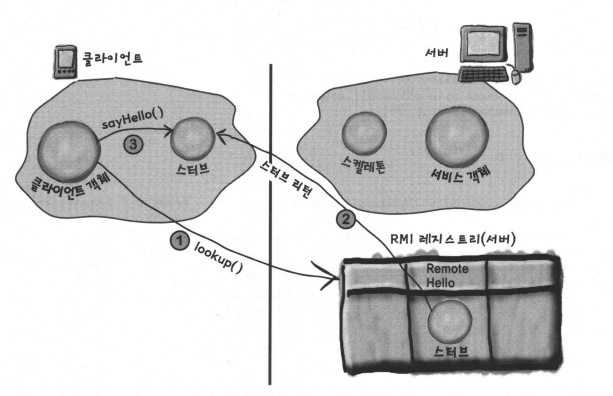 클라이언트
서버
sayHello()
3
스터브
클라이언트 객체
스켈레톤
서비스 객체
스터브 리턴
2
1
lookup()
RMI 레지스트리(서버)
Remote
Hello
스터브